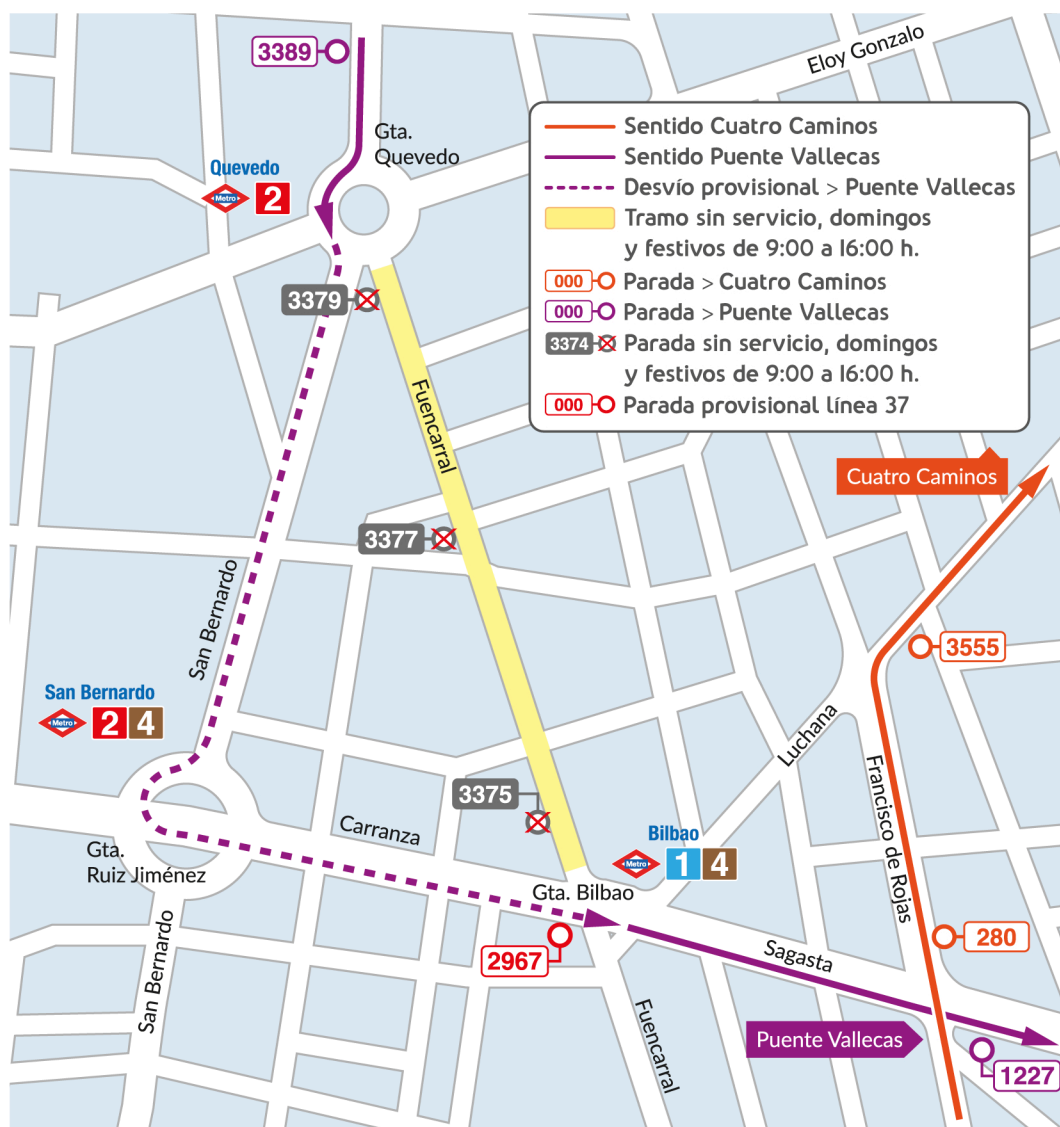 3389
Eloy Gonzalo
Gta.
Quevedo
Quevedo
Metro
2
Sentido Cuatro Caminos
Sentido Puente Vallecas
Desvío provisional > Puente Vallecas
Tramo sin servicio, domingos
y festivos de 9:00 a 16:00 h.
000 Parada > Cuatro Caminos
000 Parada > Puente Vallecas
3374 Parada sin servicio, domingos
y festivos de 9:00 a 16:00 h.
000 Parada provisional línea 37
3379
Fuencarral
Cuatro Caminos
3377
San Bernardo
3555
San Bernardo
Metro
2 4
Luchana
Francisco de Rojas
3375
Carranza
Bilbao
Metro
1 4
Gta.
Ruiz Jiménez
Gta. Bilbao
San Bernardo
2967
280
Sagasta
Fuencarral
Puente Vallecas
1227